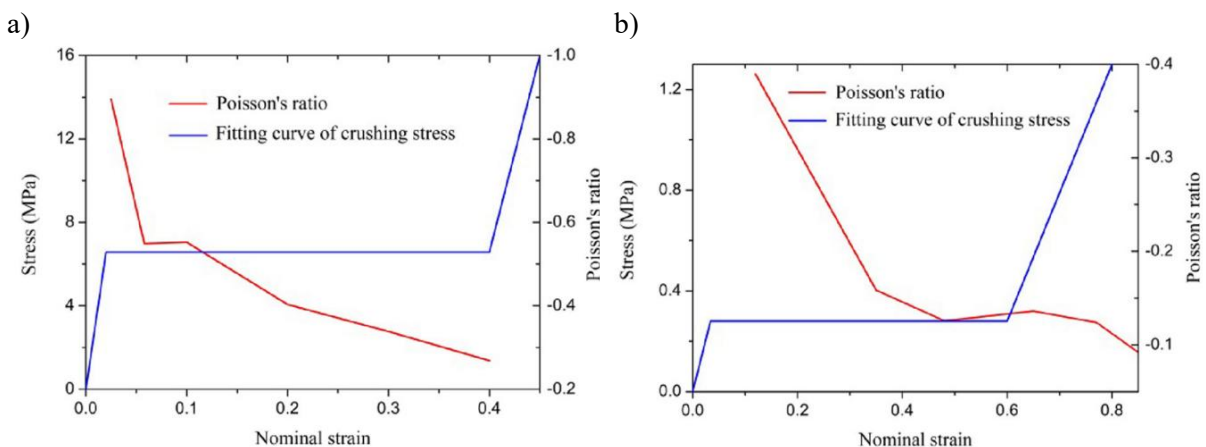 a)
16
12
8
4
0
Stress (MPa)
Poisson's ratio
Fitting curve of crushing stress
-1.0
-0.8
-0.6
-0.4
-0.2
Poisson's ratio
0.0 0.1 0.2 0.3 0.4
Nominal strain
b)
1.2
0.8
0.4
0.0
Stress (MPa)
Poisson's ratio
Fitting curve of crushing stress
-0.4
-0.3
-0.2
-0.1
Poisson's ratio
0.0 0.2 0.4 0.6 0.8
Nominal strain